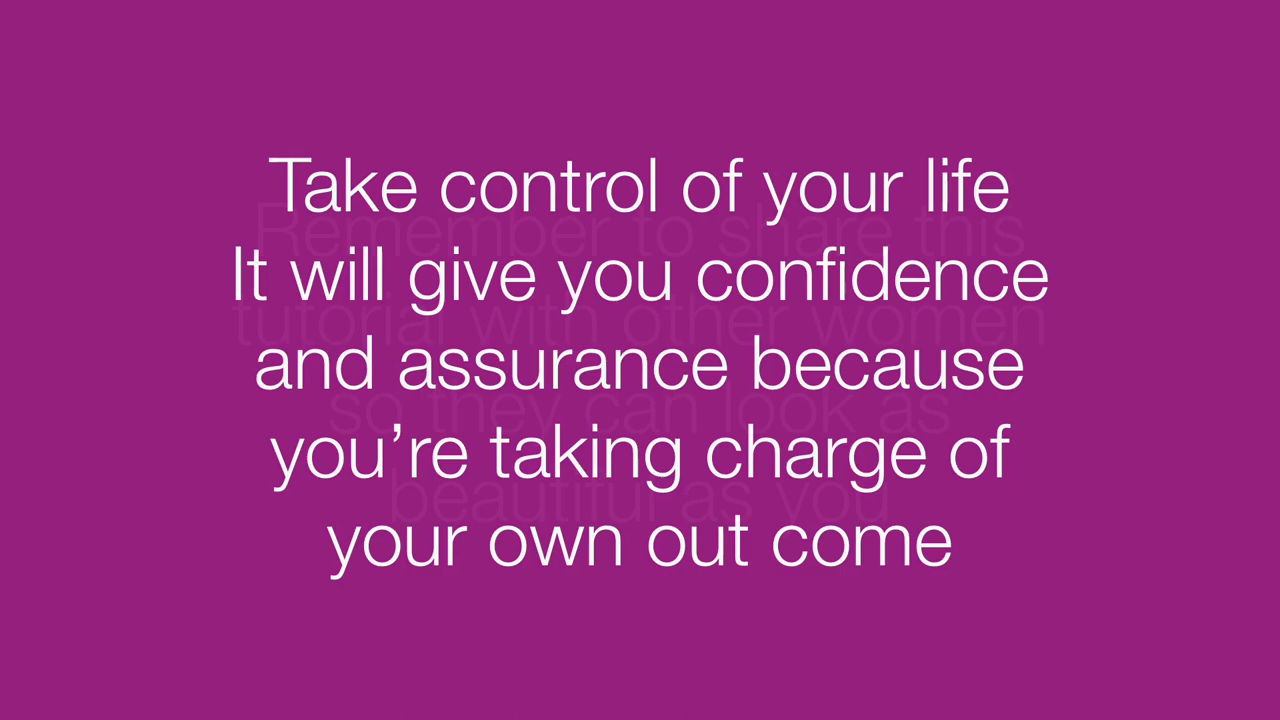 Take control of your life
Remember to share this
It will give you confidence
tutorial with other women
and assurance because
so they can look as
you're taking charge of
beautiful as you
your own out come